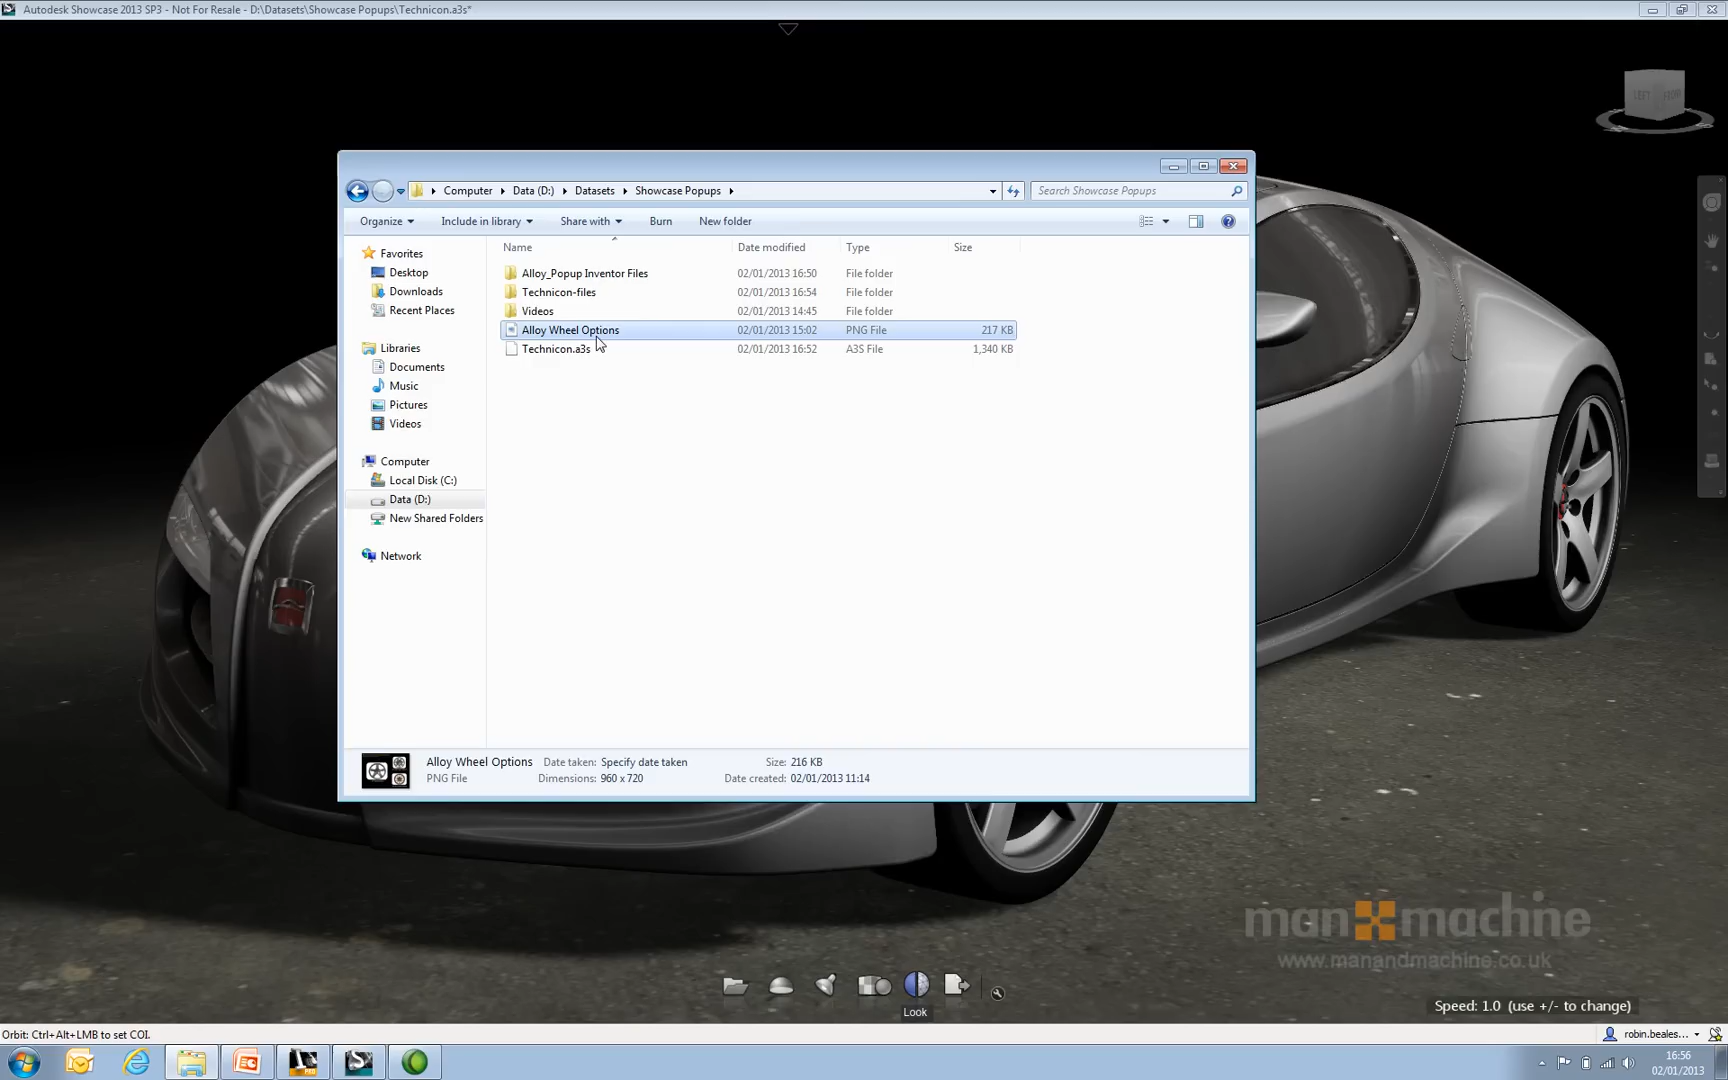 Autodesk Showcase 2013 SP3 - Not For Resale - D:\Datasets\Showcase Popups\Technicon.a3s*
Computer Data (D:) Datasets Showcase Popups
Search Showcase Popups
Organize Include in library Share with Burn New folder
Name Date modified Type Size
Favorites
Desktop
Downloads
Recent Places
Libraries
Documents
Music
Pictures
Videos
Computer
Local Disk (C:)
Data (D:)
New Shared Folders
Network
Alloy_Popup Inventor Files 02/01/2013 16:50 File folder
Technicon-files 02/01/2013 16:54 File folder
Videos 02/01/2013 14:45 File folder
Alloy Wheel Options 02/01/2013 15:02 PNG File 217 KB
Technicon.a3s 02/01/2013 16:52 A3S File 1,340 KB
Alloy Wheel Options Date taken: Specify date taken Size: 216 KB
PNG File Dimensions: 960 x 720 Date created: 02/01/2013 11:14
man machine
www.manandmachine.co.uk
Look
Speed: 1.0 (use +/- to change)
Orbit: Ctrl+Alt+LMB to set COI.
robin.beales...
16:56
02/01/2013